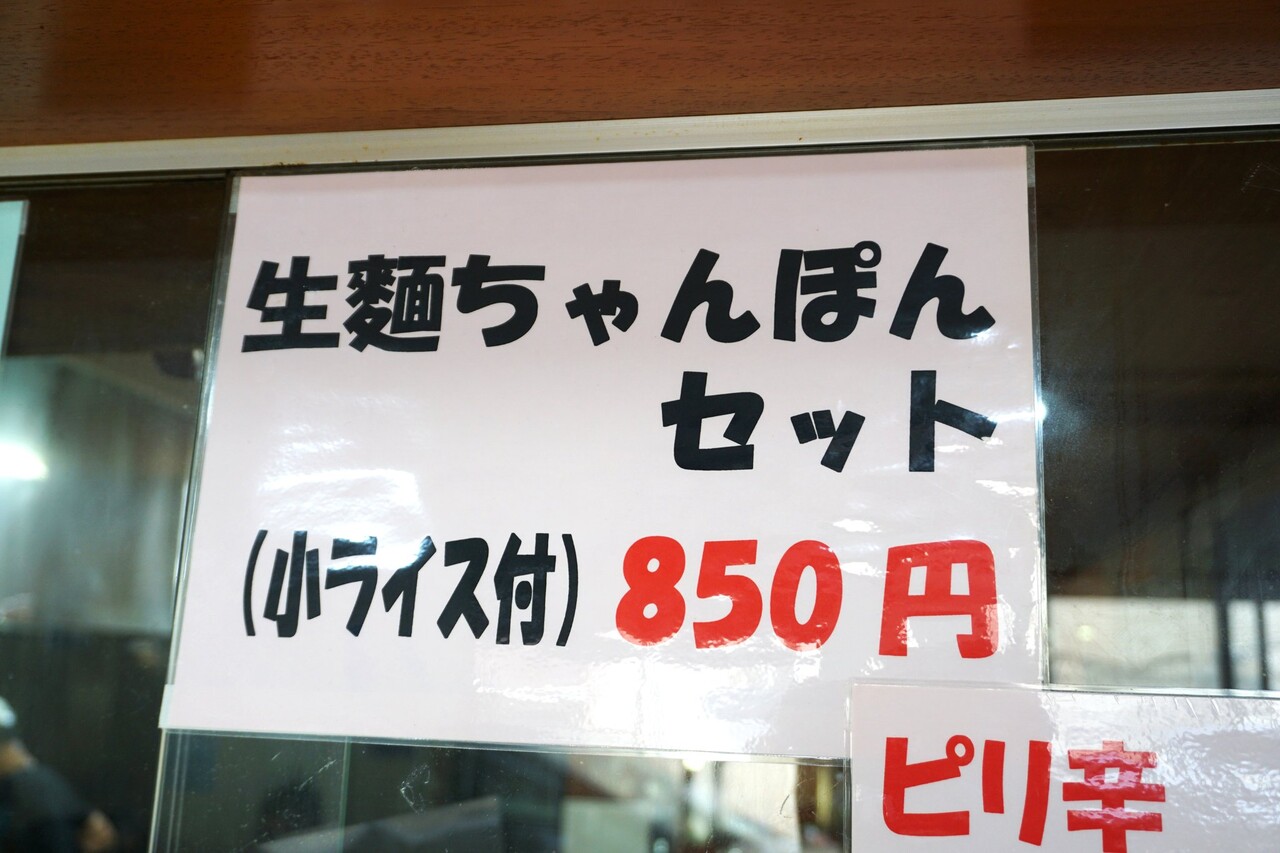 生麺ちゃんぽん
セット
(小ライス付) 850円
ピリ辛